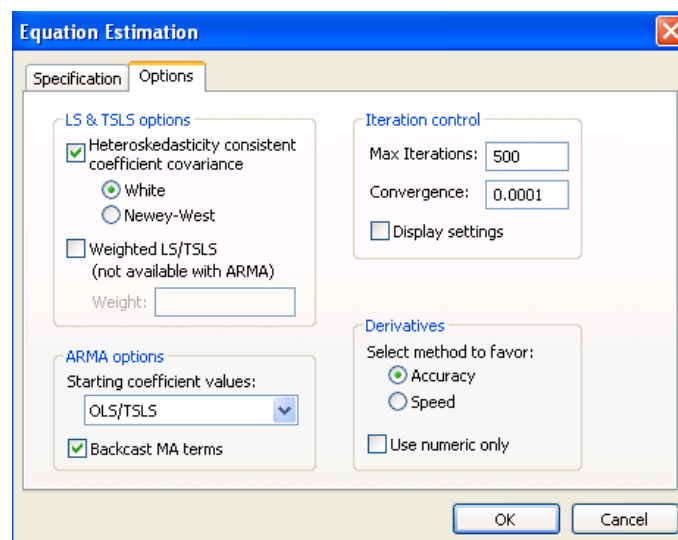 Equation Estimation
Specification
Options
LS & TSLS options
Heteroskedasticity consistent
coefficient covariance
White
Newey-West
Weighted LS/TSLS
(not available with ARMA)
Weight:
ARMA options
Starting coefficient values:
OLS/TSLS
Backcast MA terms
Iteration control
Max Iterations: 500
Convergence: 0.0001
Display settings
Derivatives
Select method to favor:
Accuracy
Speed
Use numeric only
OK
Cancel